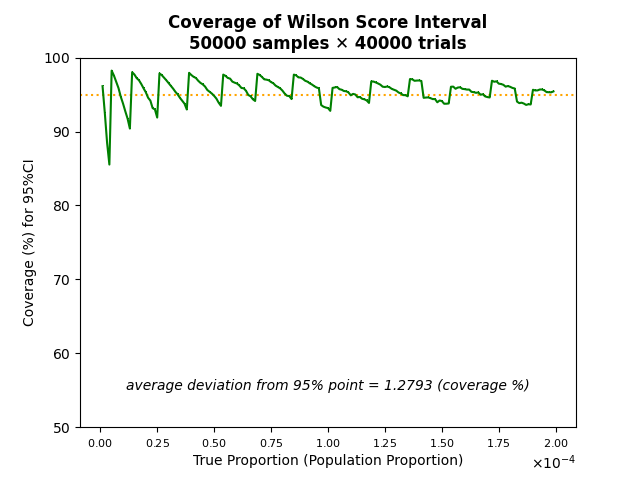 Coverage of Wilson Score Interval
50000 samples × 40000 trials
100
90
80
70
60
50
Coverage (%) for 95%CI
average deviation from 95% point = 1.2793 (coverage %)
0.00 0.25 0.50 0.75 1.00 1.25 1.50 1.75 2.00
True Proportion (Population Proportion)
×10⁻⁴